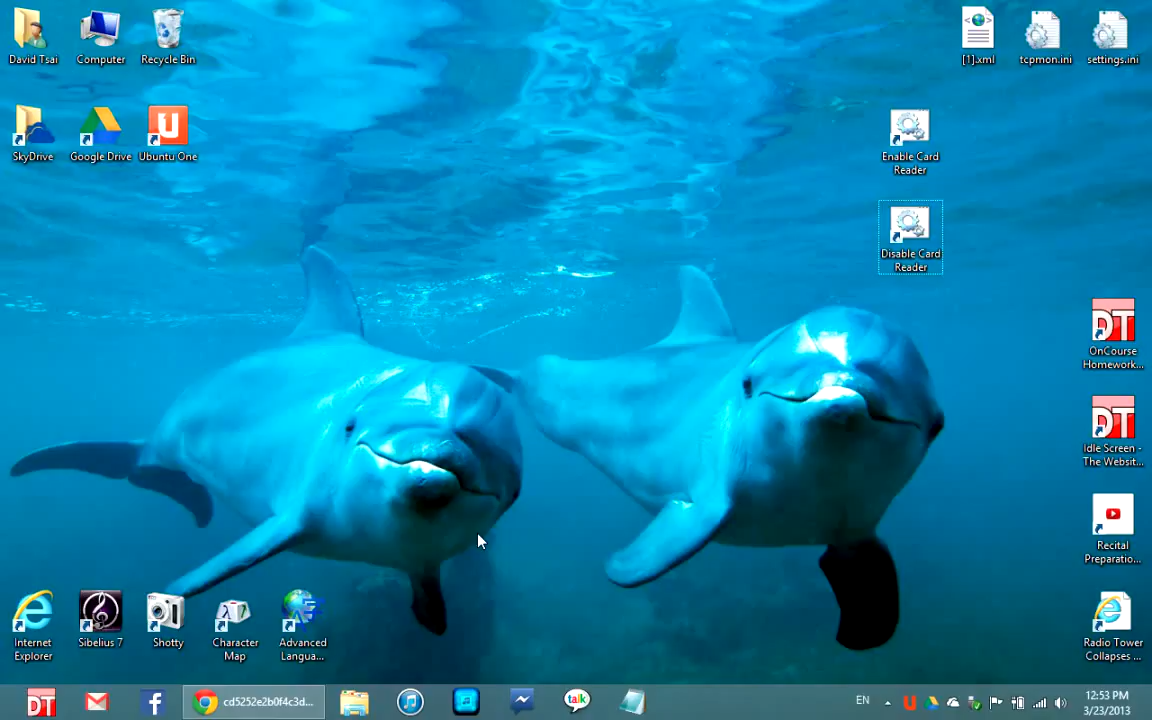 David Tsai
Computer
Recycle Bin
[1].xml
tcpmon.ini
settings.ini
SkyDrive
Google Drive
Ubuntu One
Enable Card
Reader
Disable Card
Reader
DT
OnCourse
Homework...
DT
Idle Screen -
The Websit...
Recital
Preparatio...
Internet
Explorer
Sibelius 7
Shotty
Character
Map
Advanced
Langua...
Radio Tower
Collapses ...
DT
cd5252e2b0f4c3d...
talk
EN
12:53 PM
3/23/2013